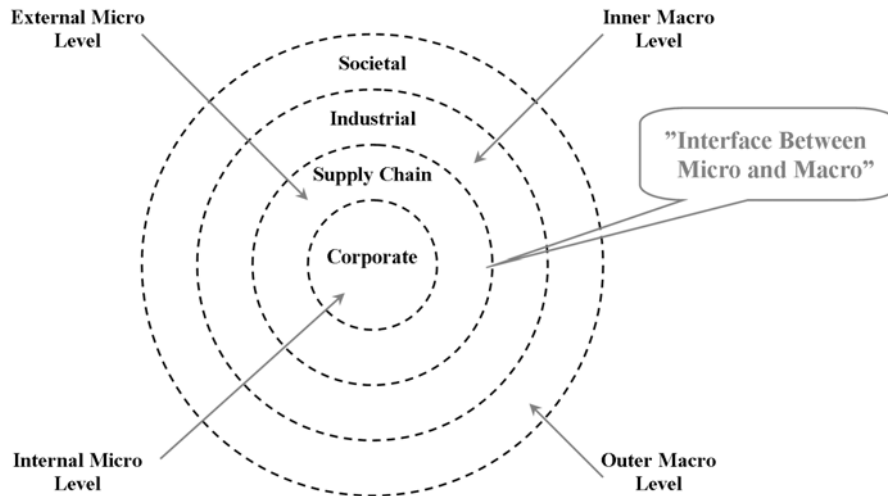 External Micro
Level
Inner Macro
Level
Societal
Industrial
”Interface Between
Micro and Macro”
Supply Chain
Corporate
Internal Micro
Level
Outer Macro
Level